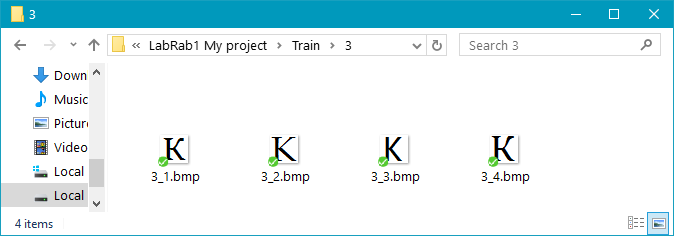 3
« LabRab1 My project > Train > 3
Search 3
Down
Music
Picture
Video
Local
Local
K
K
K
K
3_1.bmp
3_2.bmp
3_3.bmp
3_4.bmp
4 items